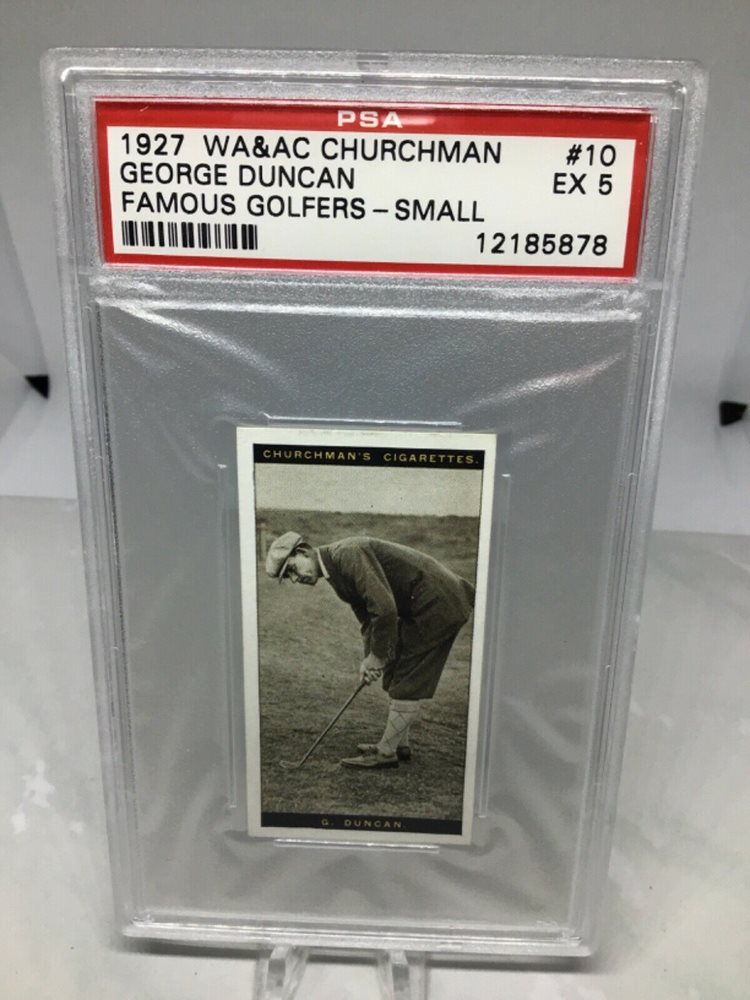 PSA
1927 WA&AC CHURCHMAN #10
GEORGE DUNCAN EX 5
FAMOUS GOLFERS – SMALL
12185878
CHURCHMAN'S CIGARETTES.
G. DUNCAN.